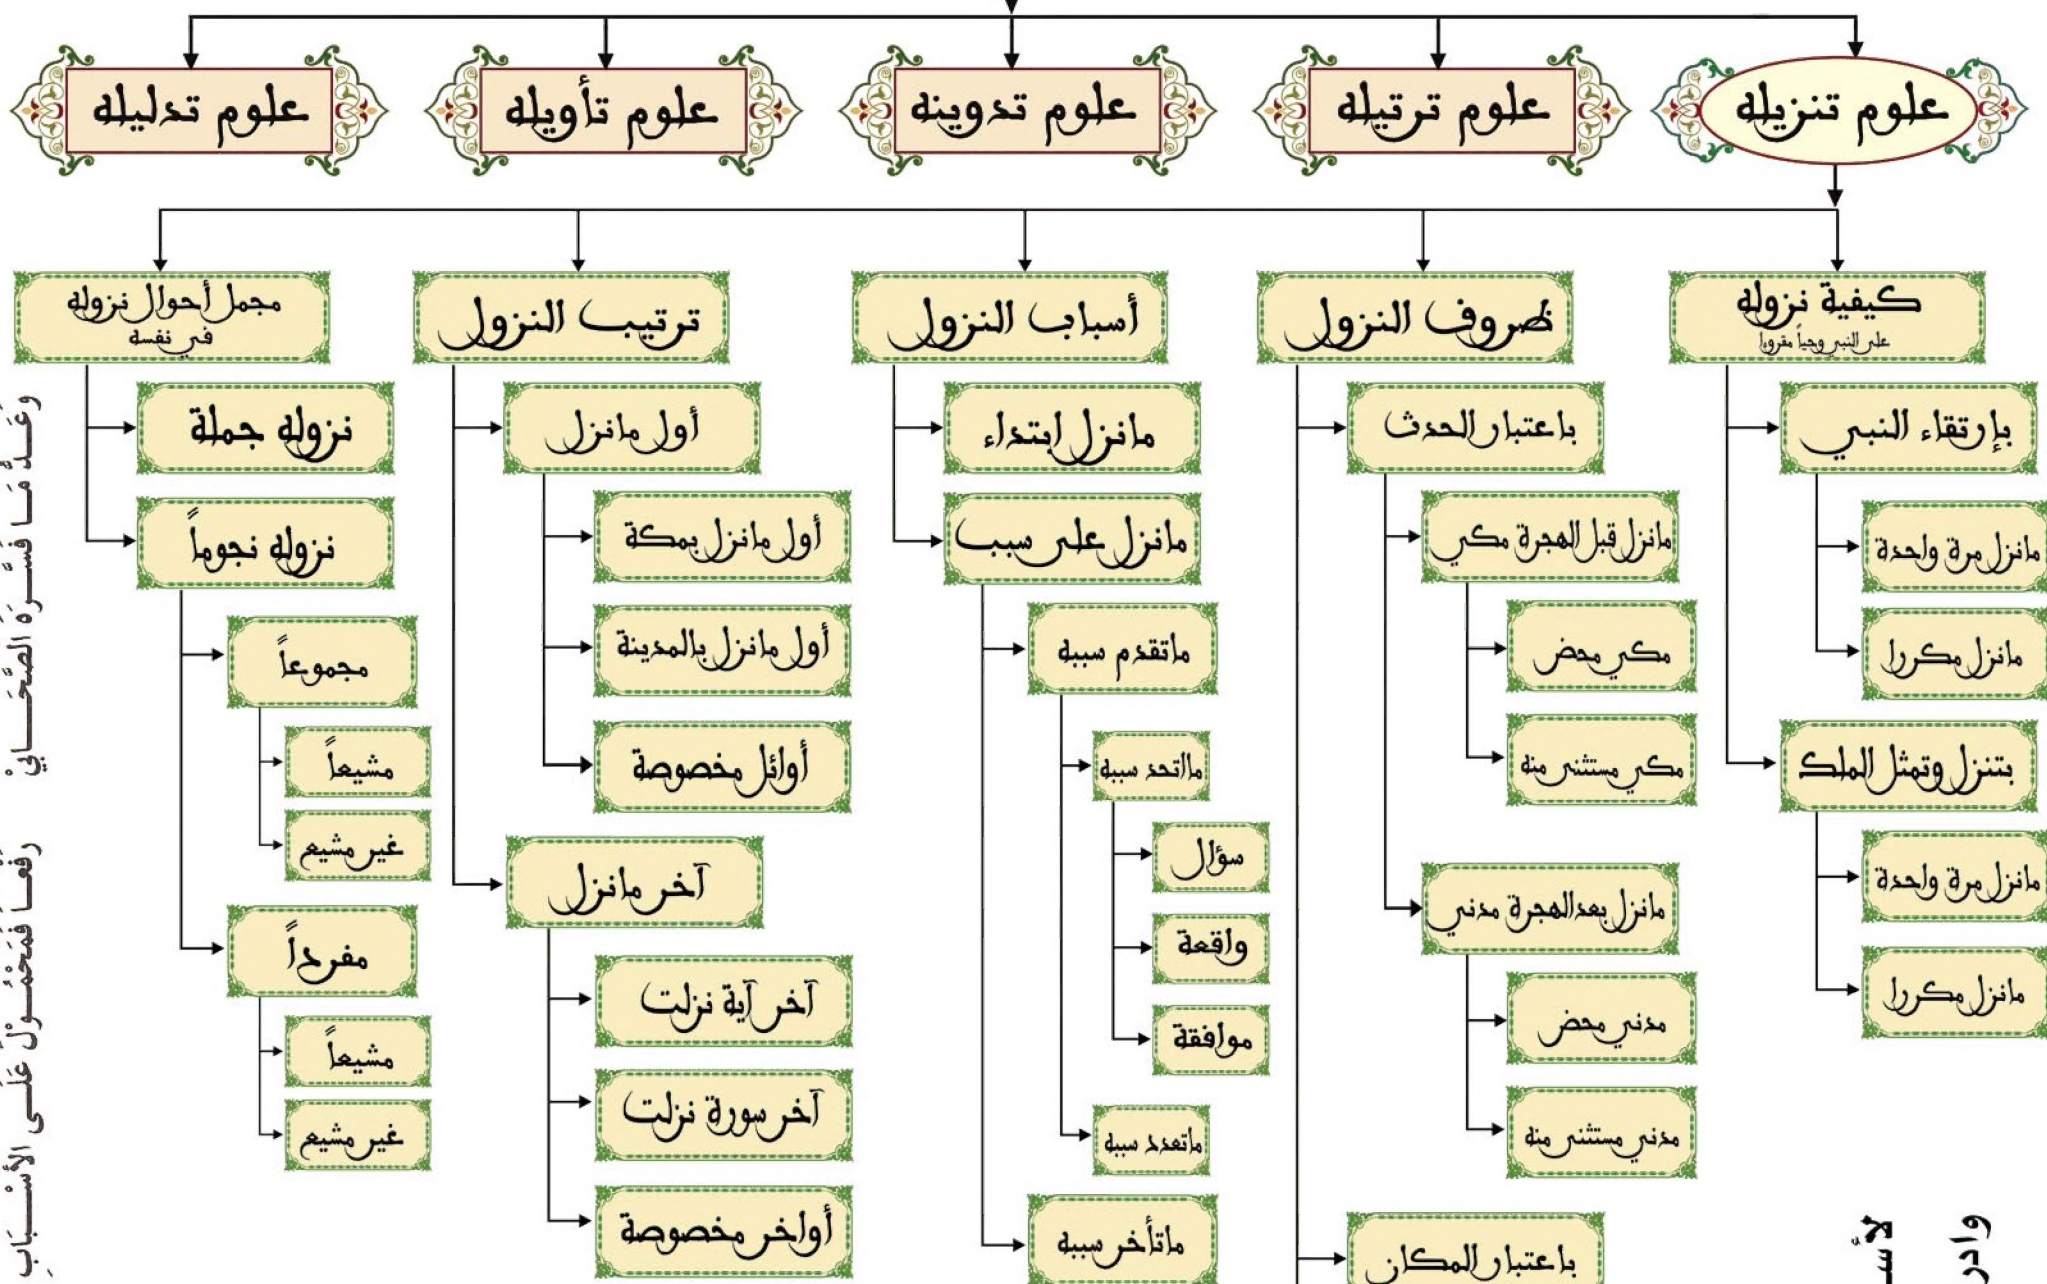 علوم تنزيله
علوم ترتيله
علوم تدوينه
علوم تأويله
علوم تدليله
كيفية نزوله
على النبي وحياً مقروءا
بإرتقاء النبي
مانزل مرة واحدة
مانزل مكررا
بتنزل وتمثل الملك
مانزل مرة واحدة
مانزل مكررا
ظروف النزول
باعتبار الحدث
مانزل قبل الهجرة مكي
مكي محض
مكي مستثنى منه
مانزل بعد الهجرة مدني
مدني محض
مدني مستثنى منه
باعتبار المكان
أسباب النزول
مانزل ابتداء
مانزل على سبب
ماتقدم سببه
مااتحد سببه
سؤال
واقعة
موافقة
ماتعدد سببه
ماتأخر سببه
ترتيب النزول
أول مانزل
أول مانزل بمكة
أول مانزل بالمدينة
أوائل مخصوصة
آخر مانزل
آخر آية نزلت
آخر سورة نزلت
أواخر مخصوصة
مجمل أحوال نزوله
في نفسه
نزوله جملة
نزوله نجوماً
مجموعاً
مشيعاً
غير مشيع
مفرداً
مشيعاً
غير مشيع
وَعَدُّ مَا فَسَّرَهُ الصَّحَابِيْ
رَفْعاً فَمَحْمُوْلٌ عَلَى الأَسْبَابِ